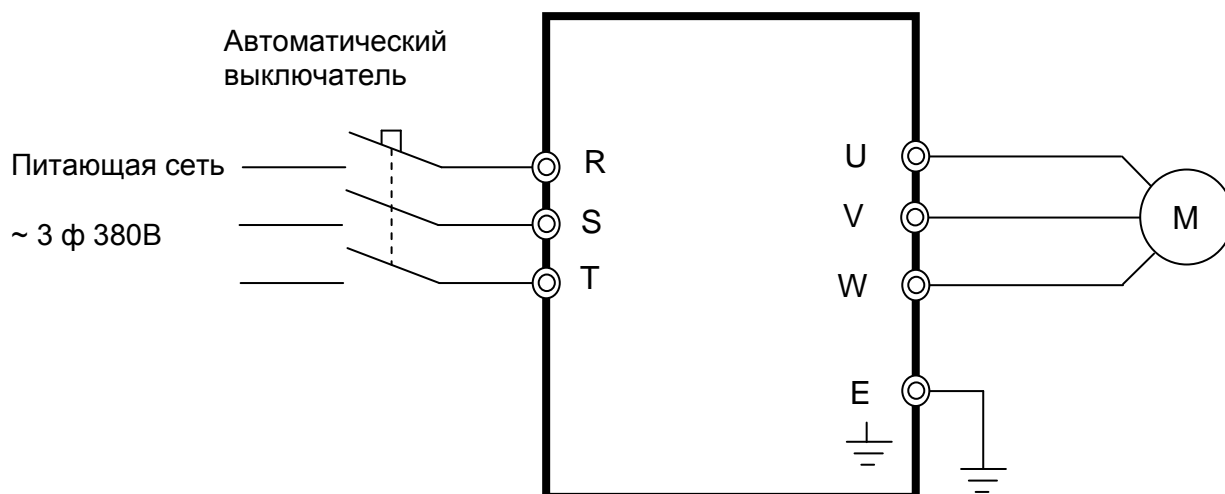 Автоматический
выключатель
Питающая сеть
~ 3 ф 380В
R
S
T
U
V
W
E
M